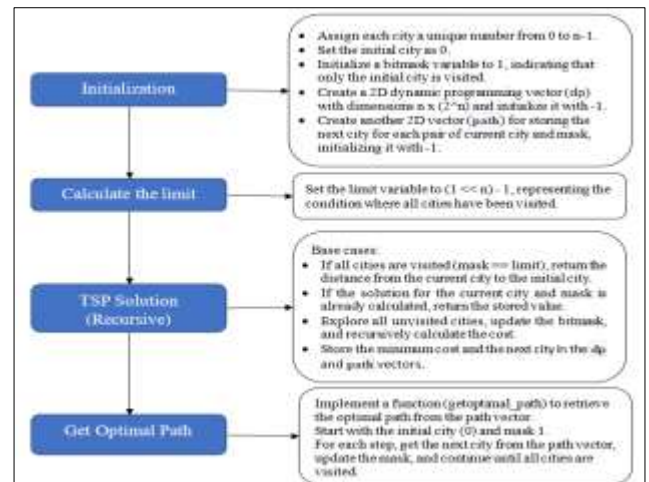 Initialization
• Assign each city a unique number from 0 to n-1.
• Set the initial city as 0.
• Initialize a bitmask variable to 1, indicating that
only the initial city is visited.
• Create a 2D dynamic programming vector (dp)
with dimensions n x (2^n) and initialize it with -1.
• Create another 2D vector (path) for storing the
next city for each pair of current city and mask,
initializing it with -1.
Calculate the limit
Set the limit variable to (1 << n) - 1, representing the
condition where all cities have been visited.
TSP Solution
(Recursive)
Base cases:
• If all cities are visited (mask == limit), return the
distance from the current city to the initial city.
• If the solution for the current city and mask is
already calculated, return the stored value.
• Explore all unvisited cities, update the bitmask,
and recursively calculate the cost.
• Store the minimum cost and the next city in the dp
and path vectors.
Get Optimal Path
Implement a function (getoptimal_path) to retrieve
the optimal path from the path vector.
Start with the initial city (0) and mask 1.
For each step, get the next city from the path vector,
update the mask, and continue until all cities are
visited.